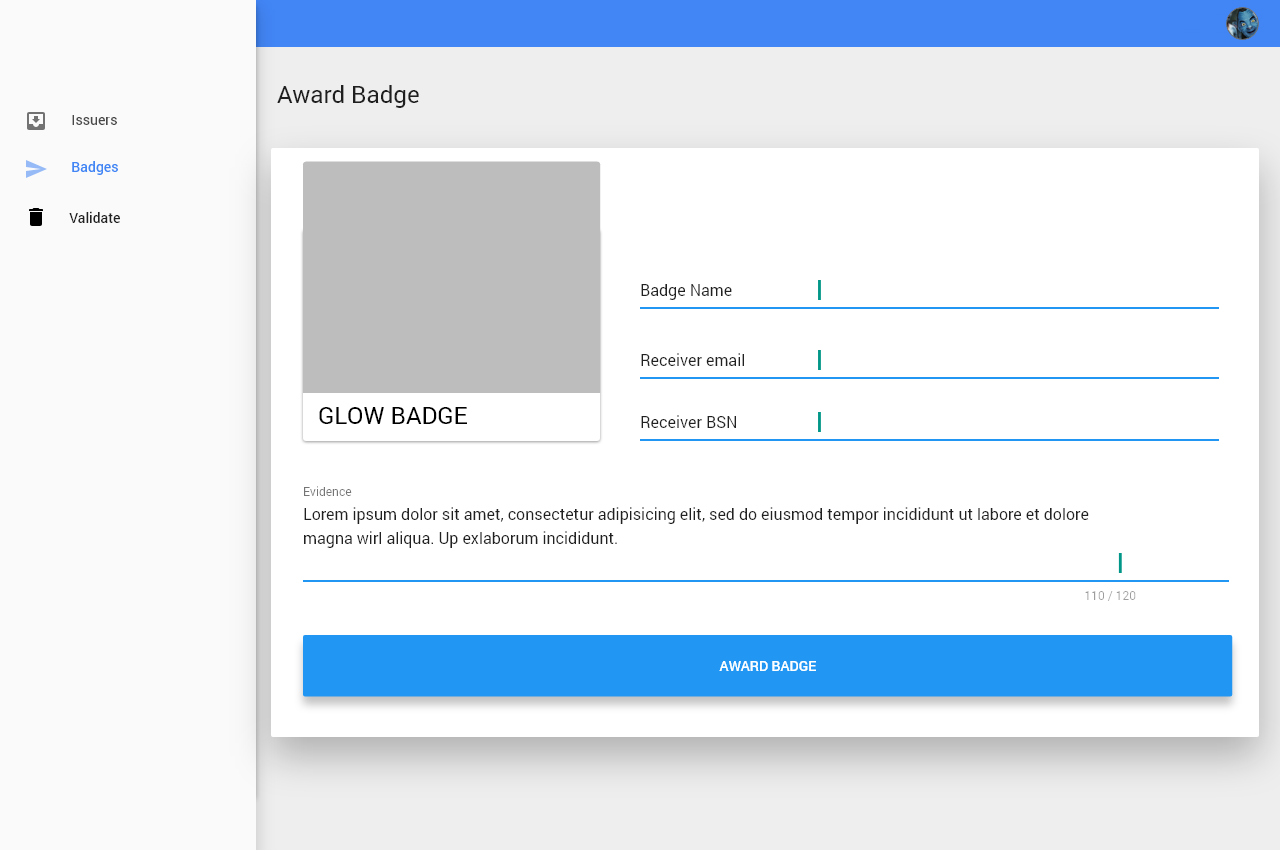 Issuers
Badges
Validate
Award Badge
GLOW BADGE
Badge Name
Receiver email
Receiver BSN
Evidence
Lorem ipsum dolor sit amet, consectetur adipisicing elit, sed do eiusmod tempor incididunt ut labore et dolore
magna wirl aliqua. Up exlaborum incididunt.
110 / 120
AWARD BADGE